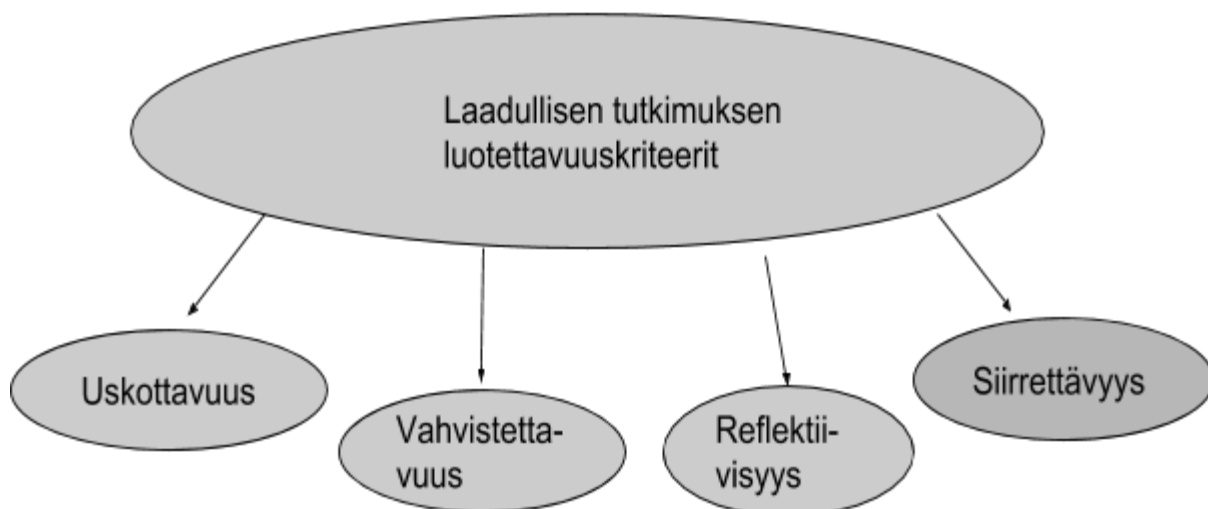 Laadullisen tutkimuksen
luotettavuuskriteerit
Uskottavuus
Vahvistetta-
vuus
Reflektii-
visyys
Siirrettävyys